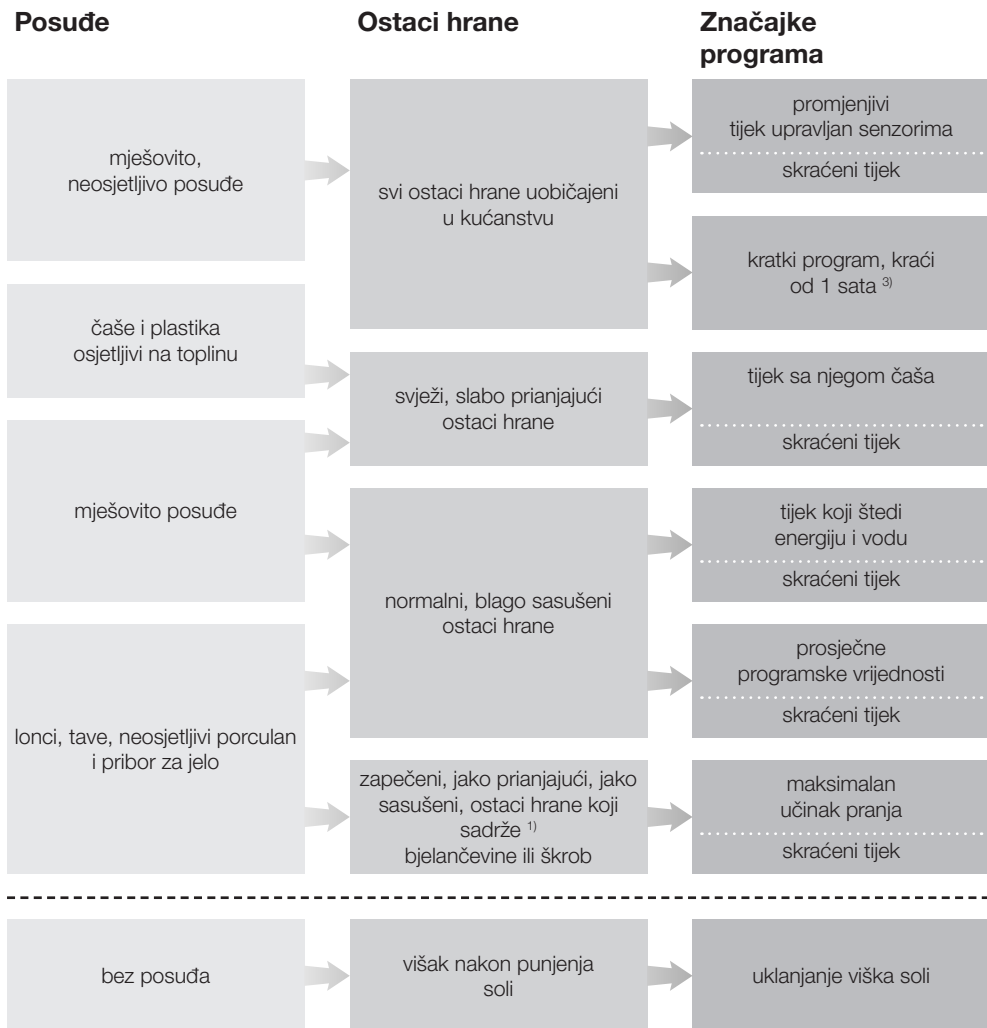 Posuđe
Ostaci hrane
Značajke
programa
mješovito,
neosjetljivo posuđe
svi ostaci hrane uobičajeni
u kućanstvu
promjenjivi
tijek upravljan senzorima
skraćeni tijek
kratki program, kraći
od 1 sata 3)
čaše i plastika
osjetljivi na toplinu
svježi, slabo prianjajući
ostaci hrane
tijek sa njegom čaša
skraćeni tijek
mješovito posuđe
normalni, blago sasušeni
ostaci hrane
tijek koji štedi
energiju i vodu
skraćeni tijek
prosječne
programske vrijednosti
skraćeni tijek
lonci, tave, neosjetljivi porculan
i pribor za jelo
zapečeni, jako prianjajući, jako
sasušeni, ostaci hrane koji
sadrže 1)
bjelančevine ili škrob
maksimalan
učinak pranja
skraćeni tijek
bez posuđa
višak nakon punjenja
soli
uklanjanje viška soli